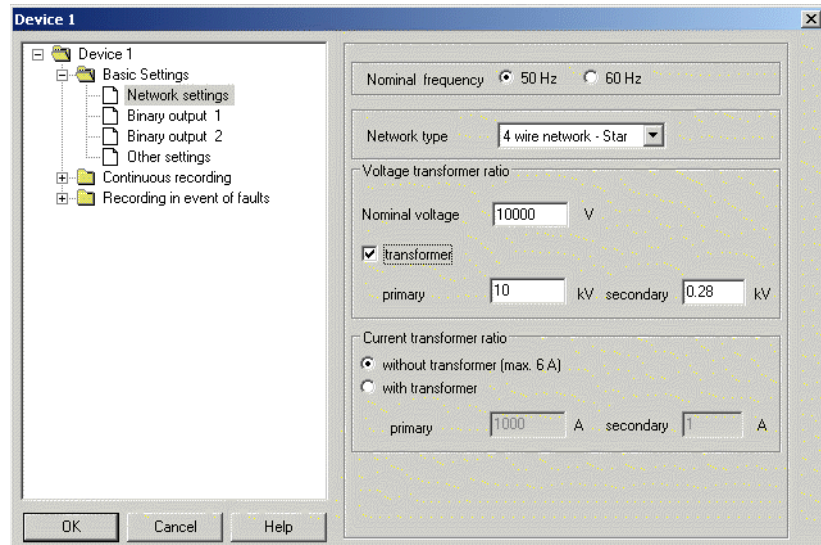 Device 1
Device 1
Basic Settings
Network settings
Binary output 1
Binary output 2
Other settings
Continuous recording
Recording in event of faults
OK Cancel Help
Nominal frequency 50 Hz 60 Hz
Network type 4 wire network - Star
Voltage transformer ratio
Nominal voltage 10000 V
transformer
primary 10 kV secondary 0.28 kV
Current transformer ratio
without transformer (max. 6 A)
with transformer
primary 1000 A secondary 1 A